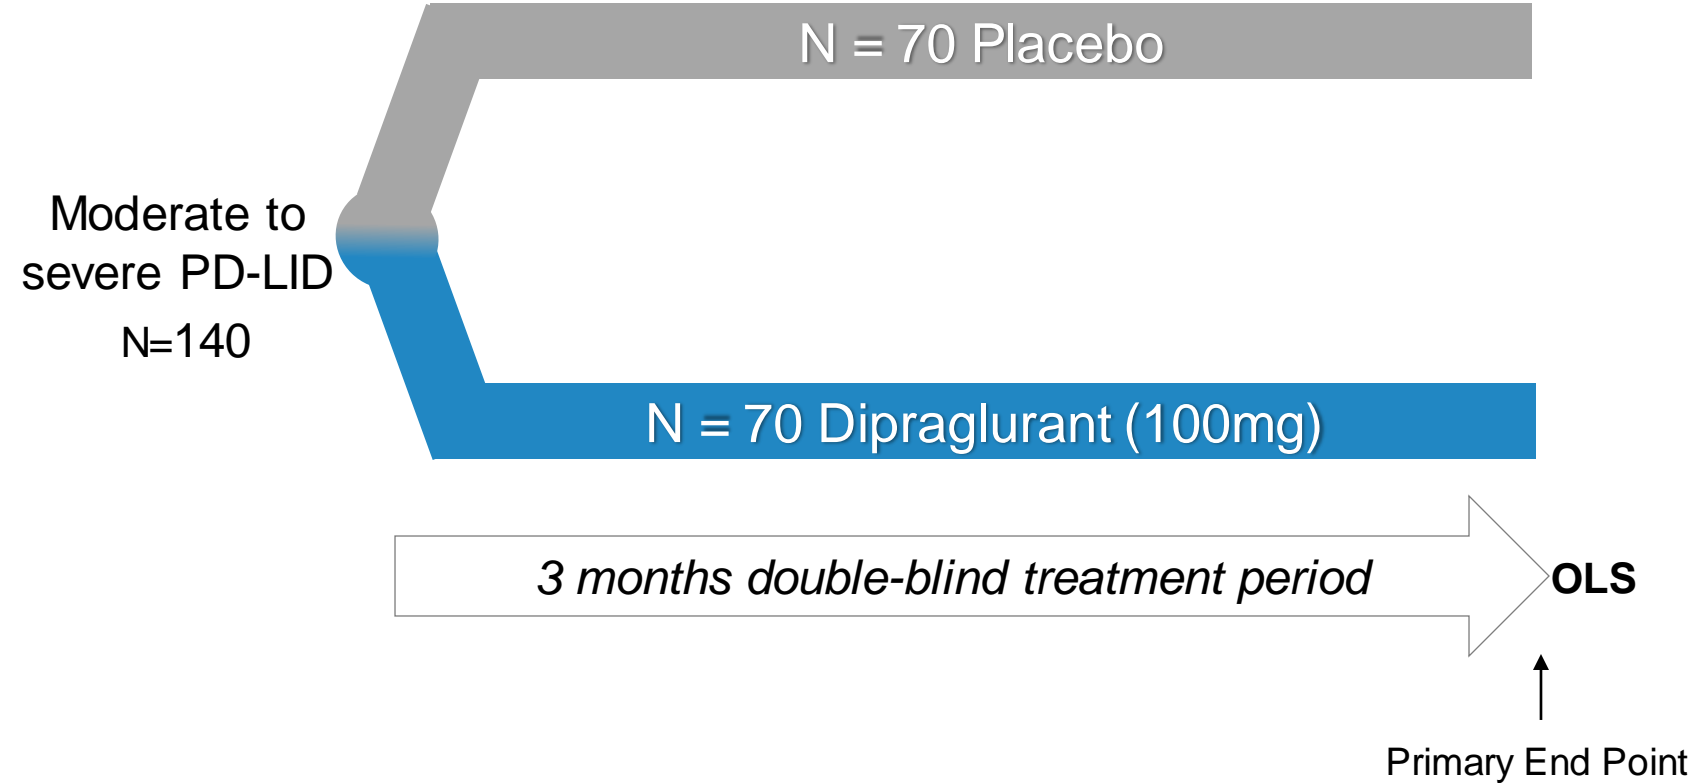 N = 70 Placebo
Moderate to
severe PD-LID
N=140
N = 70 Dipraglurant (100mg)
3 months double-blind treatment period
OLS
Primary End Point